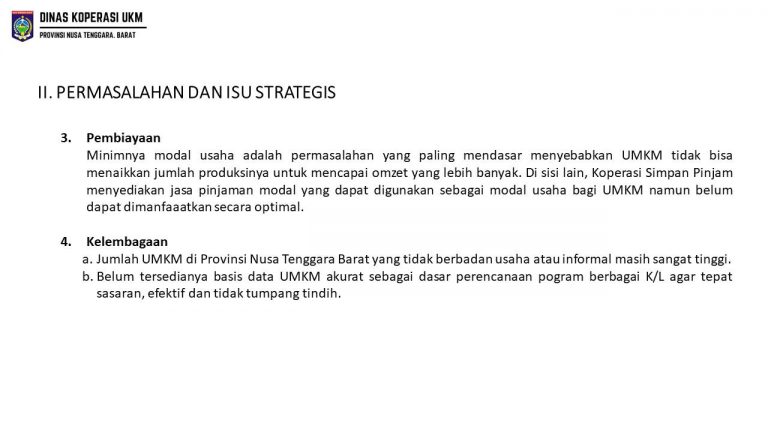 DINAS KOPERASI UKM
PROVINSI NUSA TENGGARA. BARAT
II. PERMASALAHAN DAN ISU STRATEGIS
3. Pembiayaan
Minimnya modal usaha adalah permasalahan yang paling mendasar menyebabkan UMKM tidak bisa
menaikkan jumlah produksinya untuk mencapai omzet yang lebih banyak. Di sisi lain, Koperasi Simpan Pinjam
menyediakan jasa pinjaman modal yang dapat digunakan sebagai modal usaha bagi UMKM namun belum
dapat dimanfaaatkan secara optimal.
4. Kelembagaan
a. Jumlah UMKM di Provinsi Nusa Tenggara Barat yang tidak berbadan usaha atau informal masih sangat tinggi.
b. Belum tersedianya basis data UMKM akurat sebagai dasar perencanaan pogram berbagai K/L agar tepat
sasaran, efektif dan tidak tumpang tindih.